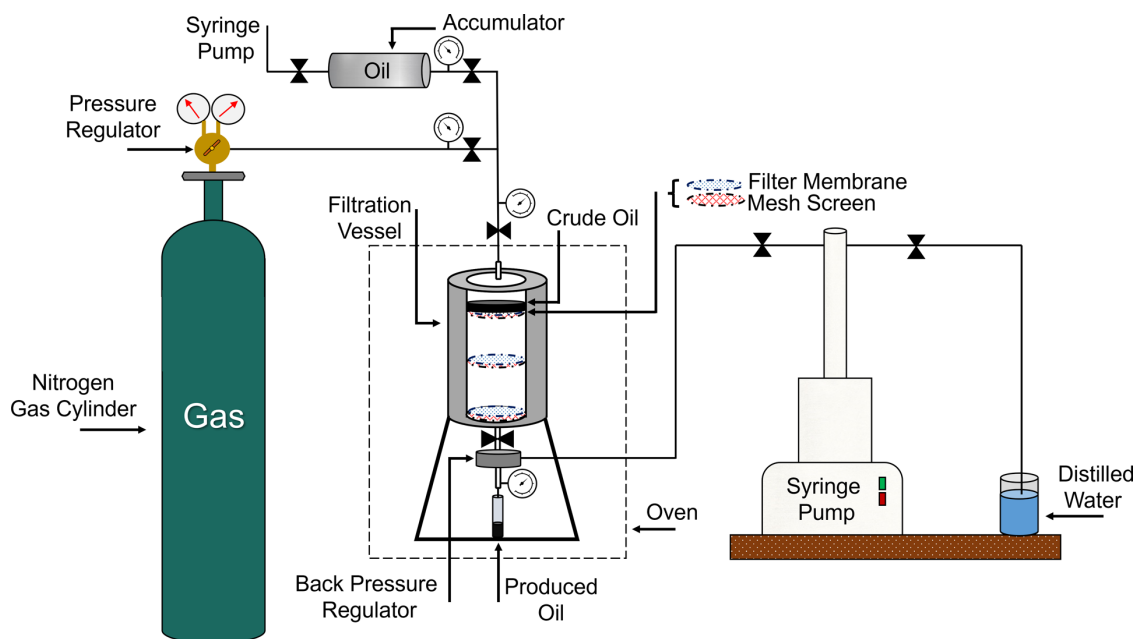 Syringe
Pump
Accumulator
Oil
Pressure
Regulator
Filter Membrane
Mesh Screen
Filtration
Vessel
Crude Oil
Nitrogen
Gas Cylinder
Gas
Syringe
Pump
Distilled
Water
Oven
Back Pressure
Regulator
Produced
Oil